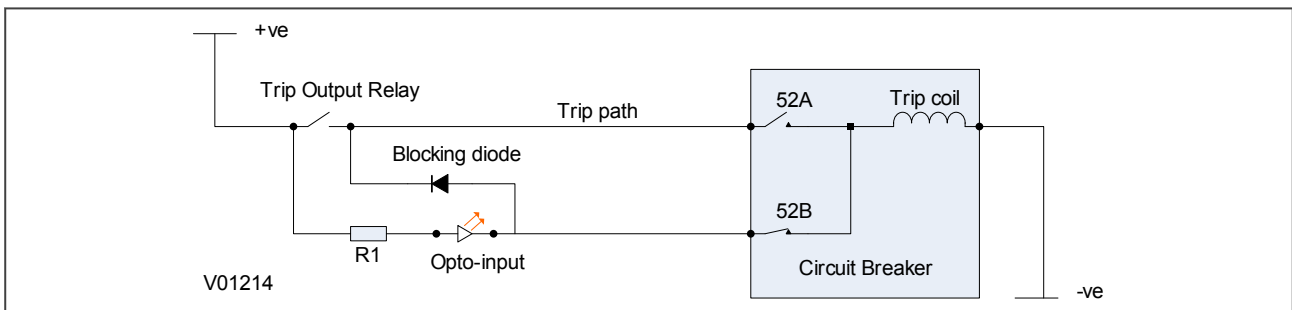 +ve
Trip Output Relay
Trip path
52A
Trip coil
Blocking diode
52B
R1
Opto-input
Circuit Breaker
V01214
-ve